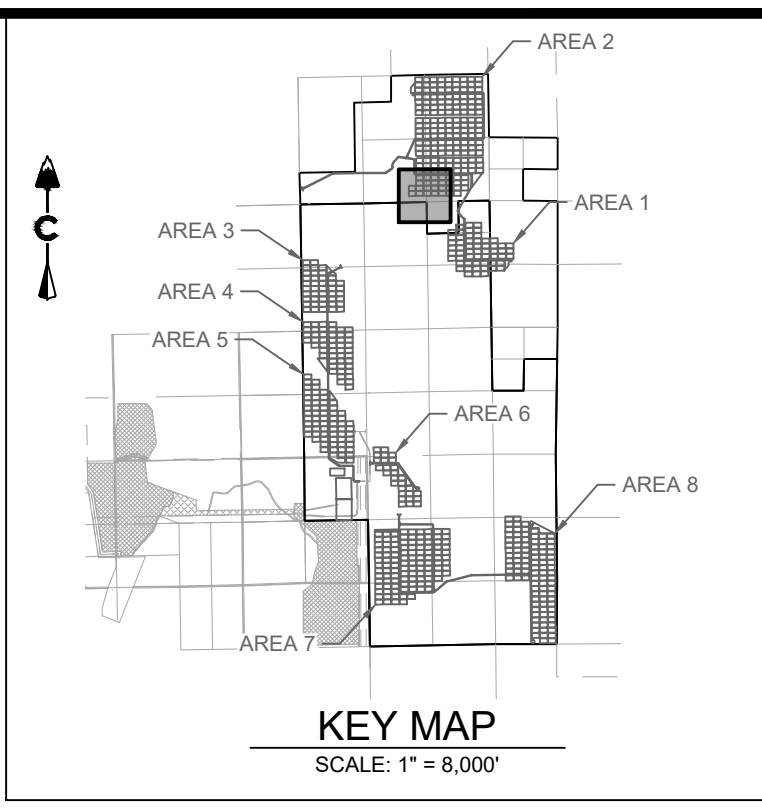 AREA 2
AREA 1
AREA 3
C
AREA 4
AREA 5
AREA 6
AREA 8
AREA 7
KEY MAP
SCALE: 1" = 8,000'